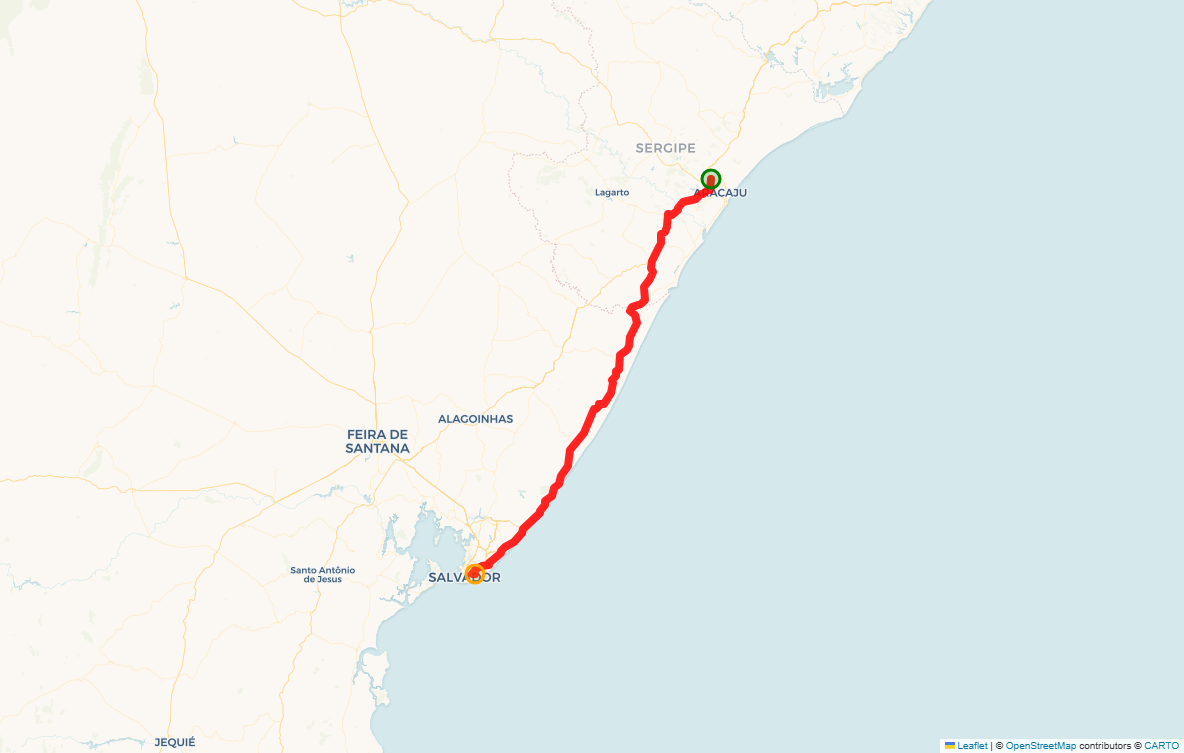 SERGIPE
Lagarto
ARACAJU
ALAGOINHAS
FEIRA DE
SANTANA
Santo Antônio
de Jesus
SALVADOR
JEQUIÉ
Leaflet | © OpenStreetMap contributors © CARTO